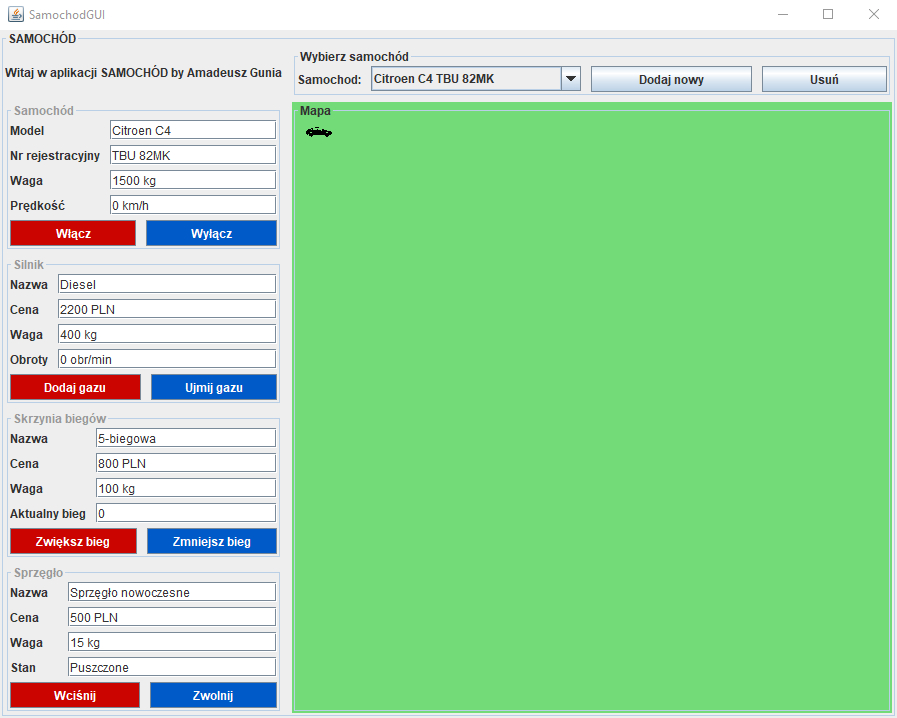 SamochodGUI
SAMOCHÓD
Witaj w aplikacji SAMOCHÓD by Amadeusz Gunia
Wybierz samochód
Samochod: Citroen C4 TBU 82MK Dodaj nowy Usuń
Samochód
Model Citroen C4
Nr rejestracyjny TBU 82MK
Waga 1500 kg
Prędkość 0 km/h
Włącz Wyłącz
Silnik
Nazwa Diesel
Cena 2200 PLN
Waga 400 kg
Obroty 0 obr/min
Dodaj gazu Ujmij gazu
Skrzynia biegów
Nazwa 5-biegowa
Cena 800 PLN
Waga 100 kg
Aktualny bieg 0
Zwiększ bieg Zmniejsz bieg
Sprzęgło
Nazwa Sprzęgło nowoczesne
Cena 500 PLN
Waga 15 kg
Stan Puszczone
Wciśnij Zwolnij
Mapa